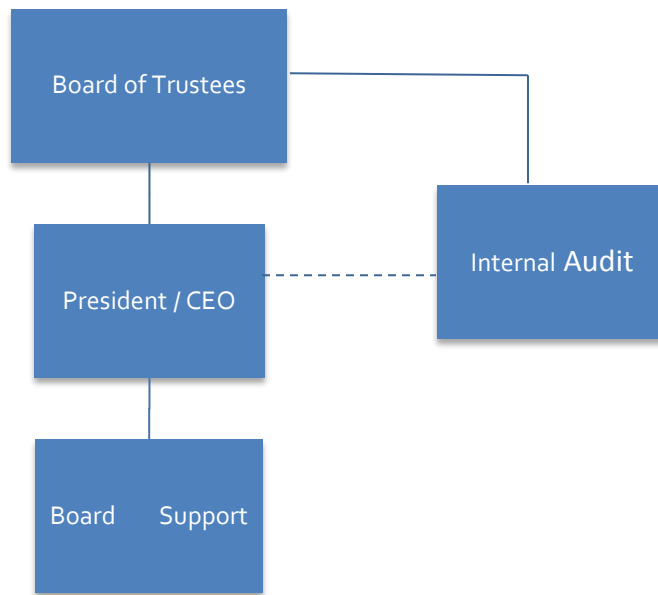 Board of Trustees
Internal Audit
President / CEO
Board Support